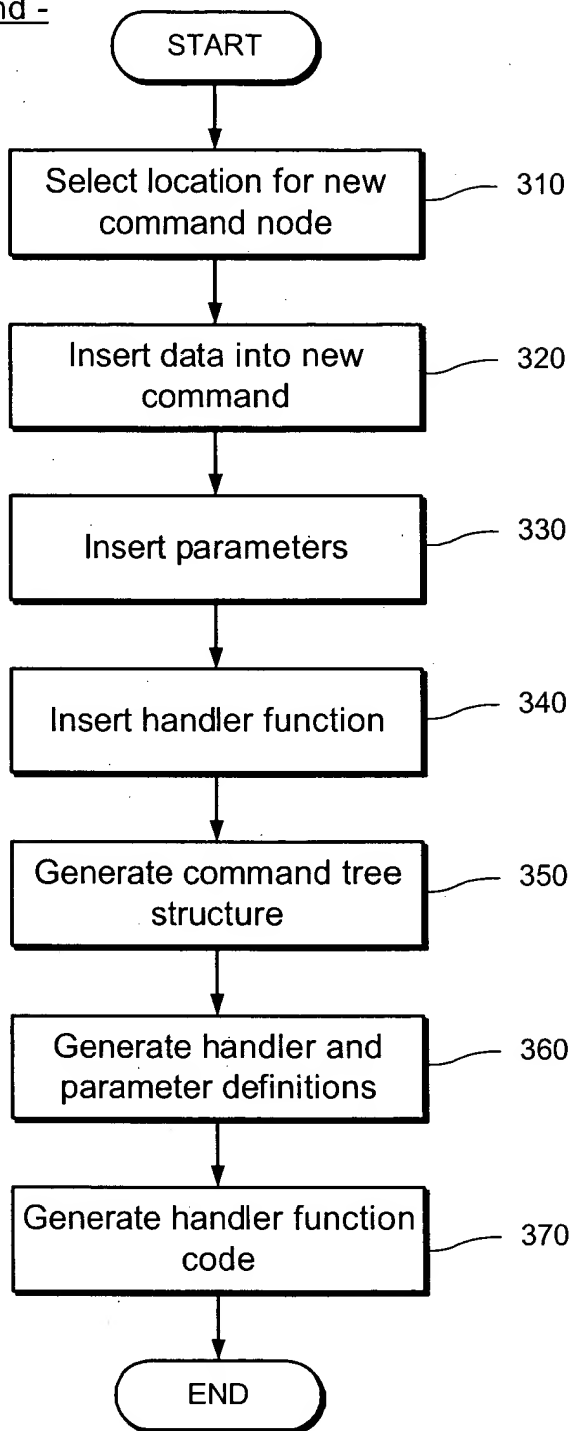 nd -
START
Select location for new
command node
310
Insert data into new
command
320
Insert parameters
330
Insert handler function
340
Generate command tree
structure
350
Generate handler and
parameter definitions
360
Generate handler function
code
370
END